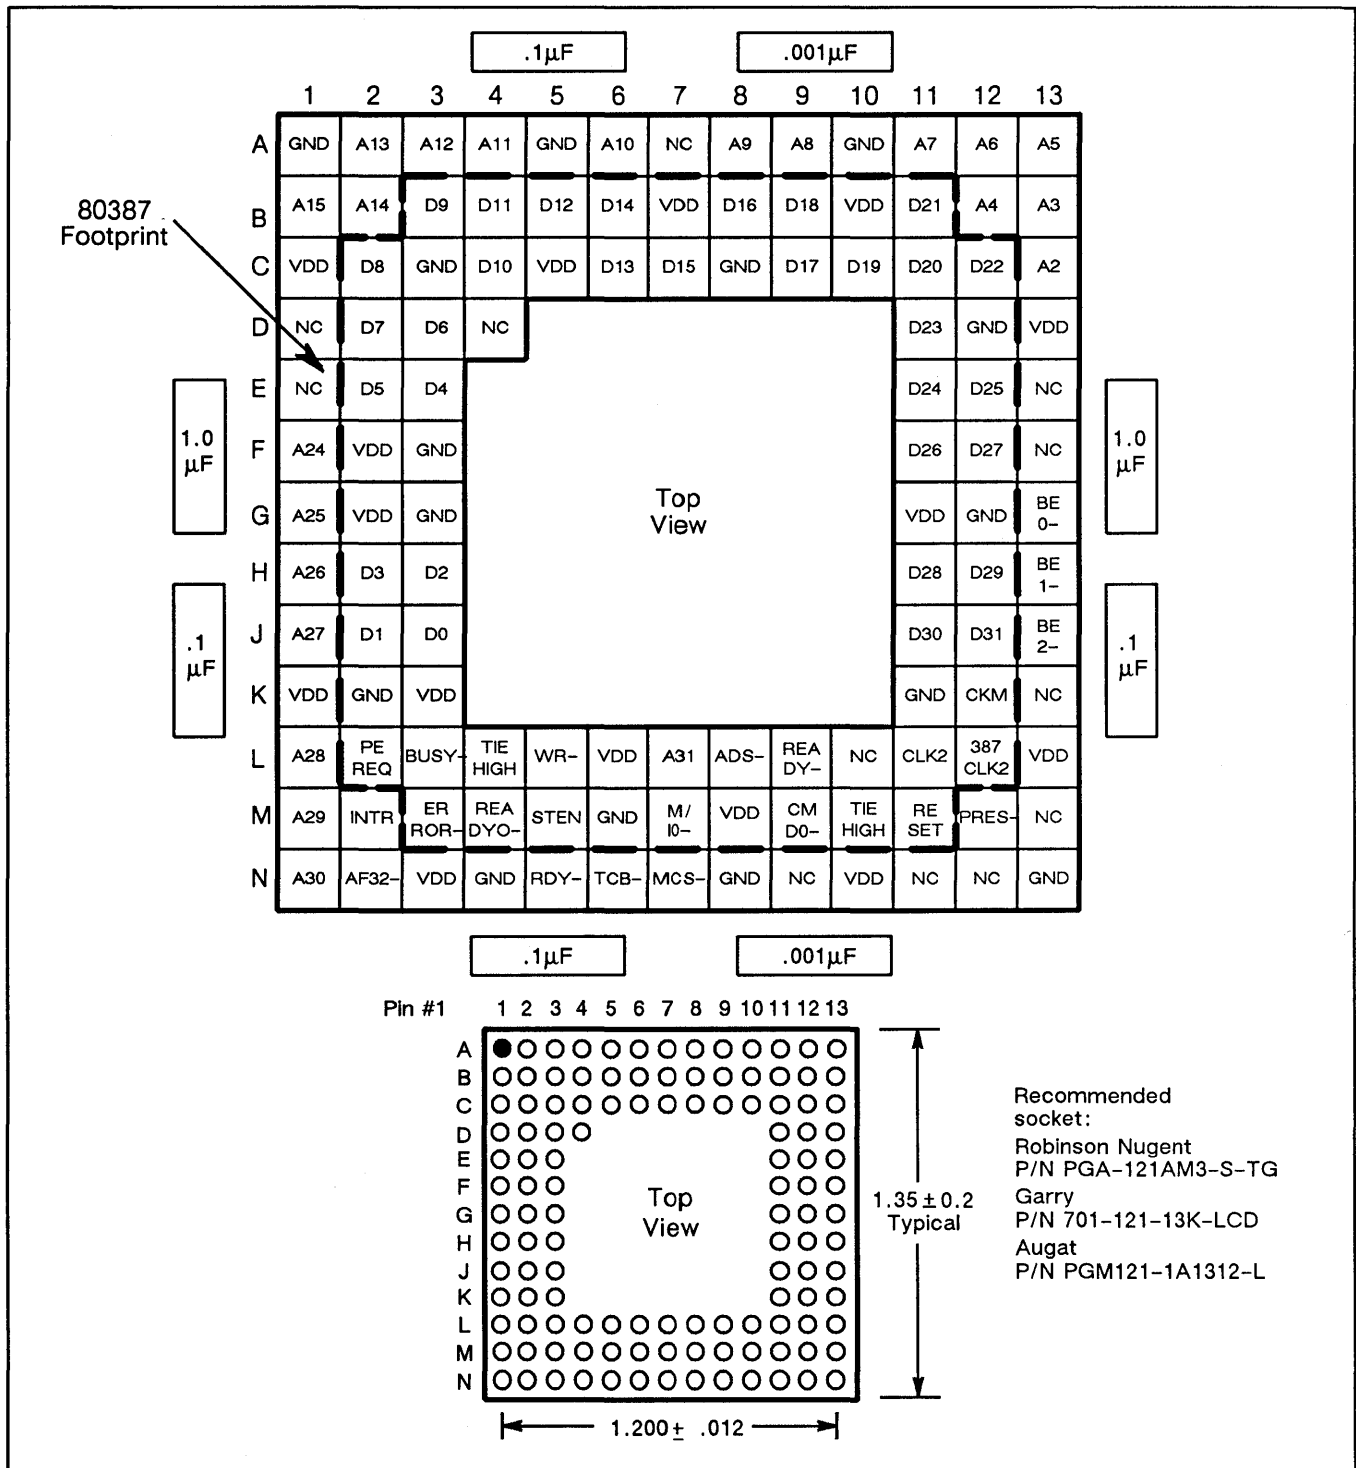 .1µF .001µF
1 2 3 4 5 6 7 8 9 10 11 12 13
A GND A13 A12 A11 GND A10 NC A9 A8 GND A7 A6 A5
80387
Footprint
B A15 A14 D9 D11 D12 D14 VDD D16 D18 VDD D21 A4 A3
C VDD D8 GND D10 VDD D13 D15 GND D17 D19 D20 D22 A2
D NC D7 D6 NC D23 GND VDD
E NC D5 D4 D24 D25 NC
1.0
µF
F A24 VDD GND D26 D27 NC
1.0
µF
G A25 VDD GND VDD GND BE
0–
Top
View
H A26 D3 D2 D28 D29 BE
1–
.1
µF
J A27 D1 D0 D30 D31 BE
2–
.1
µF
K VDD GND VDD GND CKM NC
L A28 PE
REQ BUSY– TIE
HIGH WR– VDD A31 ADS– REA
DY– NC CLK2 387
CLK2 VDD
M A29 INTR ER
ROR– REA
DYO– STEN GND M/
I0– VDD CM
D0– TIE
HIGH RE
SET PRES– NC
N A30 AF32– VDD GND RDY– TCB– MCS– GND NC VDD NC NC GND
.1µF .001µF
Pin #1 1 2 3 4 5 6 7 8 9 10 11 12 13
A
B
C
D
E
F
G
H
J
K
L
M
N
Top
View
1.35 ± 0.2
Typical
1.200 ± .012
Recommended
socket:
Robinson Nugent
P/N PGA–121AM3–S–TG
Garry
P/N 701–121–13K–LCD
Augat
P/N PGM121–1A1312–L